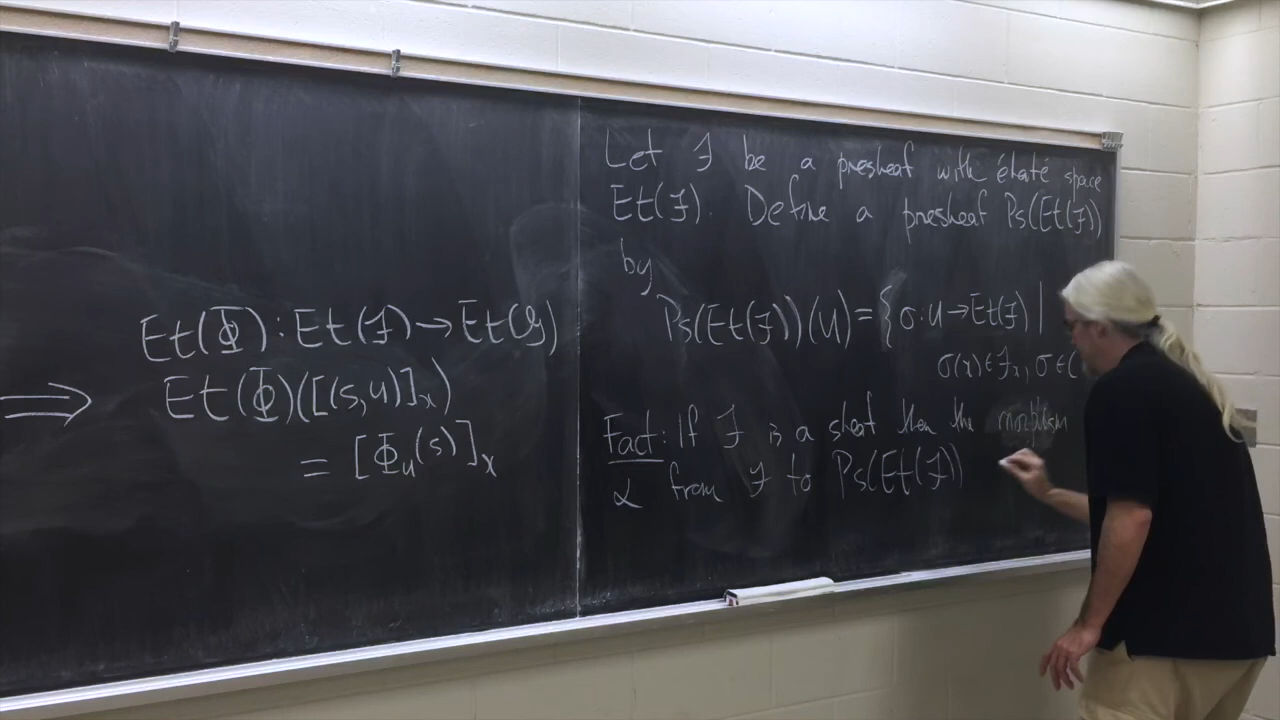 Et(Φ): Et(ℱ) → Et(𝒢)
⟹ Et(Φ)([(s,u)]ₓ)
= [Φᵤ(s)]ₓ
Let ℱ be a presheaf with étalé space
Et(ℱ). Define a presheaf Ps(Et(ℱ))
by
Ps(Et(ℱ))(U) = {σ: U → Et(ℱ) |
σ(x) ∈ ℱₓ, σ ∈ C
Fact: If ℱ is a sheaf then the morphism
α from ℱ to Ps(Et(ℱ))